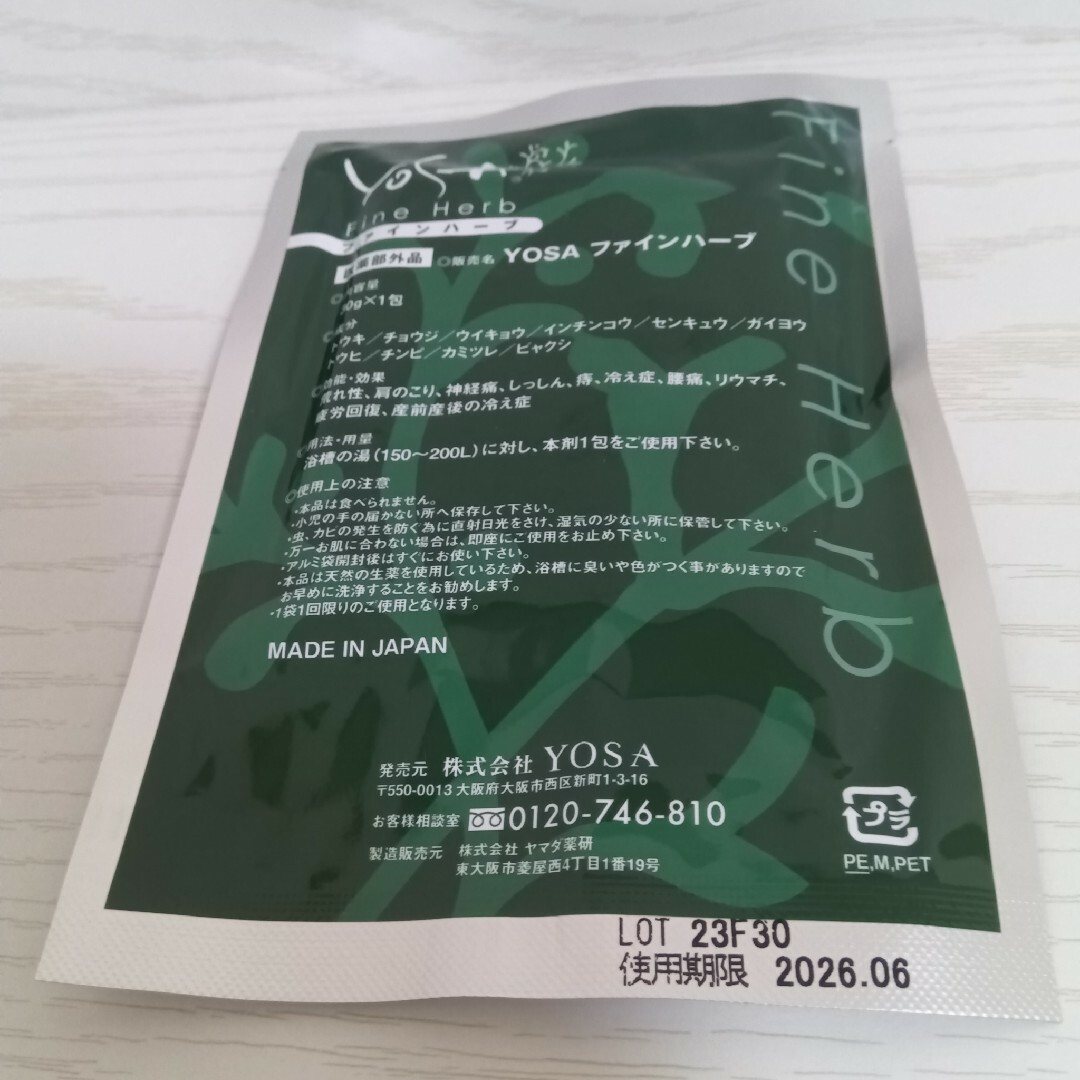 YOSA
Fine Herb
ファインハーブ
医薬部外品 ◎販売名 YOSA ファインハーブ
◎内容量
0g×1包
◎成分
トウキ／チョウジ／ウイキョウ／インチンコウ／センキュウ／ガイヨウ
トウヒ／チンピ／カミツレ／ビャクシ
◎効能・効果
荒れ性、肩のこり、神経痛、しっしん、痔、冷え症、腰痛、リウマチ、
疲労回復、産前産後の冷え症
◎用法・用量
浴槽の湯(150～200L)に対し、本剤1包をご使用下さい。
◎使用上の注意
・本品は食べられません。
・小児の手の届かない所へ保存して下さい。
・虫、カビの発生を防ぐ為に直射日光をさけ、湿気の少ない所に保管して下さい。
・万一お肌に合わない場合は、即座にご使用をお止め下さい。
・アルミ袋開封後はすぐにお使い下さい。
・本品は天然の生薬を使用しているため、浴槽に臭いや色がつく事がありますので
お早めに洗浄することをお勧めします。
・1袋1回限りのご使用となります。
MADE IN JAPAN
発売元 株式会社 YOSA
〒550-0013 大阪府大阪市西区新町1-3-16
お客様相談室 0120-746-810
製造販売元 株式会社 ヤマダ薬研
東大阪市菱屋西4丁目1番19号
プラ
PE,M,PET
Fine Herb
LOT 23F30
使用期限 2026.06